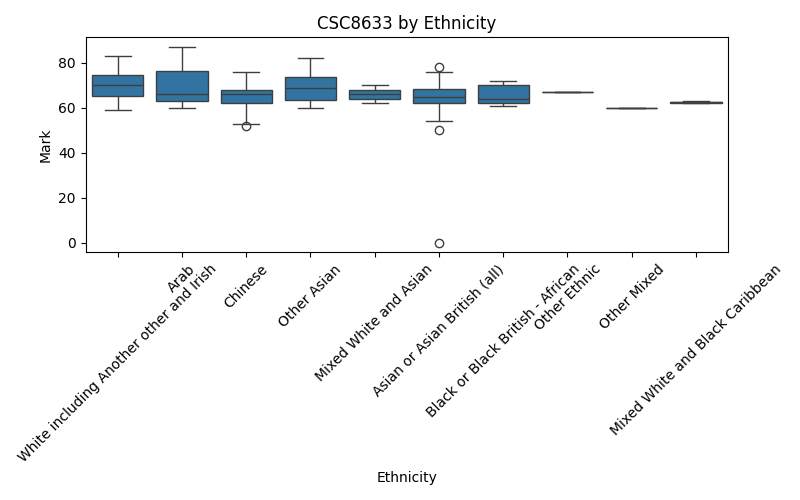 CSC8633 by Ethnicity
Mark
80
60
40
20
0
White including Another other and Irish
Arab
Chinese
Other Asian
Mixed White and Asian
Asian or Asian British (all)
Black or Black British - African
Other Ethnic
Other Mixed
Mixed White and Black Caribbean
Ethnicity